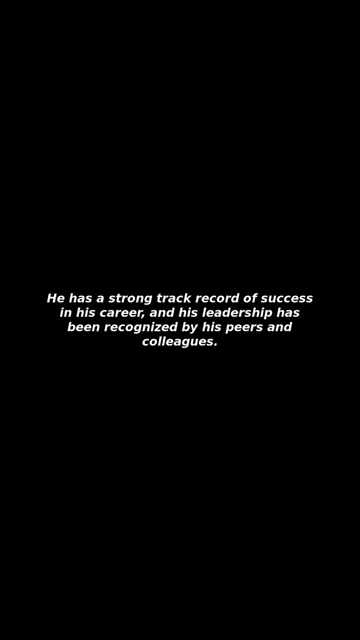 He has a strong track record of success
in his career, and his leadership has
been recognized by his peers and
colleagues.